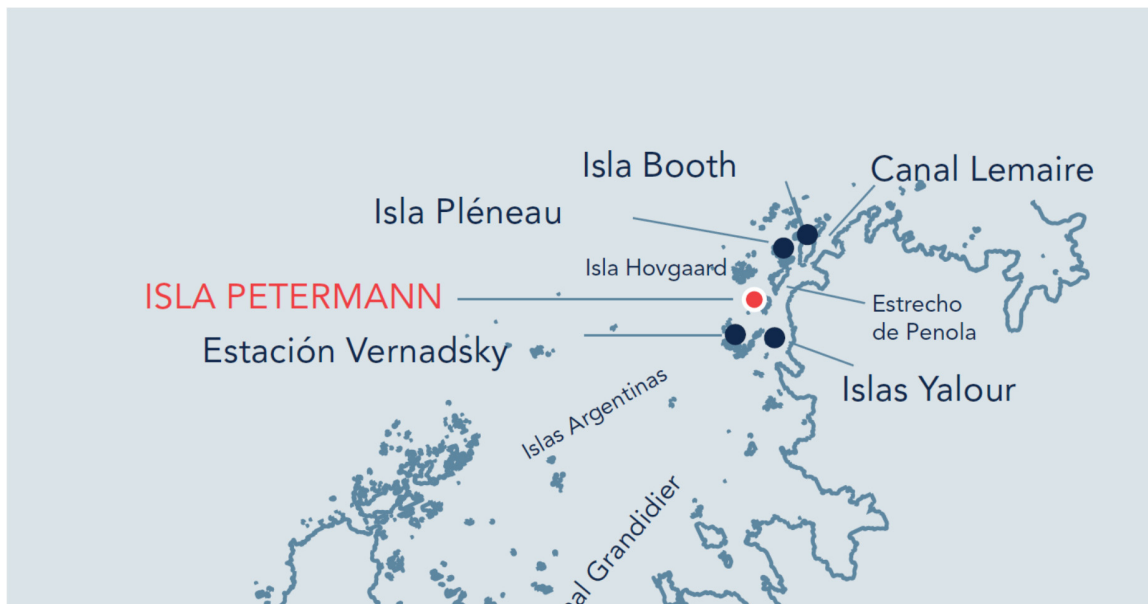 Isla Booth
Canal Lemaire
Isla Pléneau
Isla Hovgaard
ISLA PETERMANN
Estrecho
de Penola
Estación Vernadsky
Islas Yalour
Islas Argentinas
Grandidier